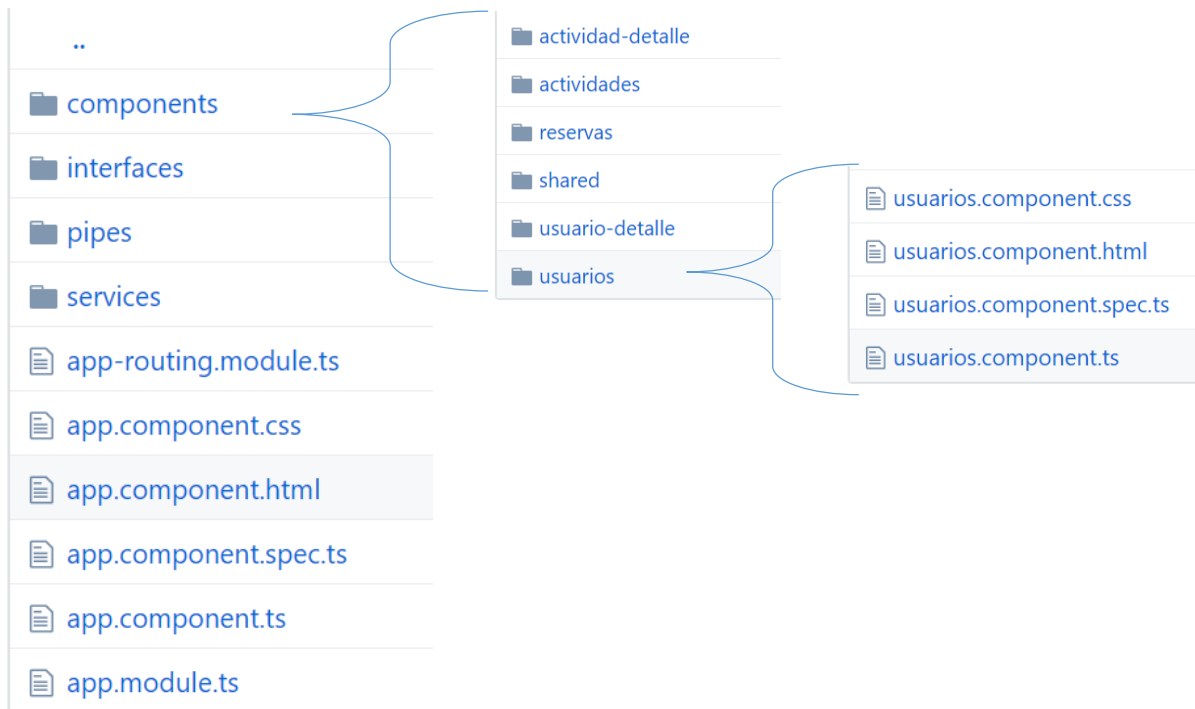 ..
components
interfaces
pipes
services
app-routing.module.ts
app.component.css
app.component.html
app.component.spec.ts
app.component.ts
app.module.ts
actividad-detalle
actividades
reservas
shared
usuario-detalle
usuarios
usuarios.component.css
usuarios.component.html
usuarios.component.spec.ts
usuarios.component.ts